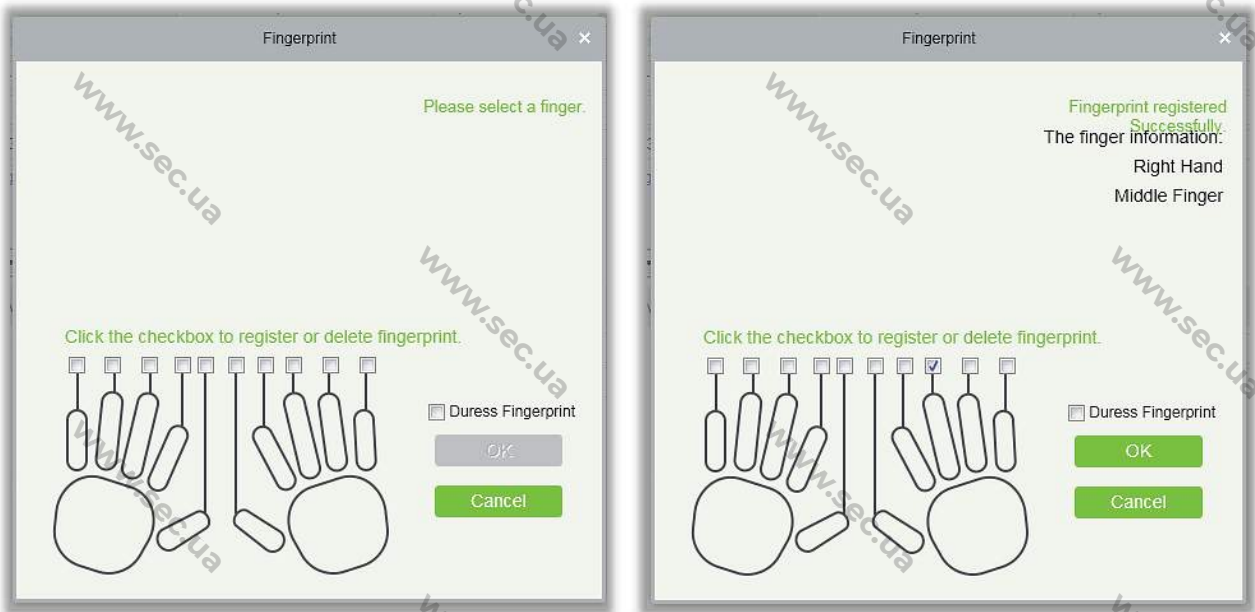 Fingerprint
Please select a finger.
Click the checkbox to register or delete fingerprint.
Duress Fingerprint
OK
Cancel
Fingerprint
Fingerprint registered
Successfully.
The finger information:
Right Hand
Middle Finger
Click the checkbox to register or delete fingerprint.
Duress Fingerprint
OK
Cancel
www.sec.ua
www.sec.ua
www.sec.ua
www.sec.ua
www.sec.ua
www.sec.ua